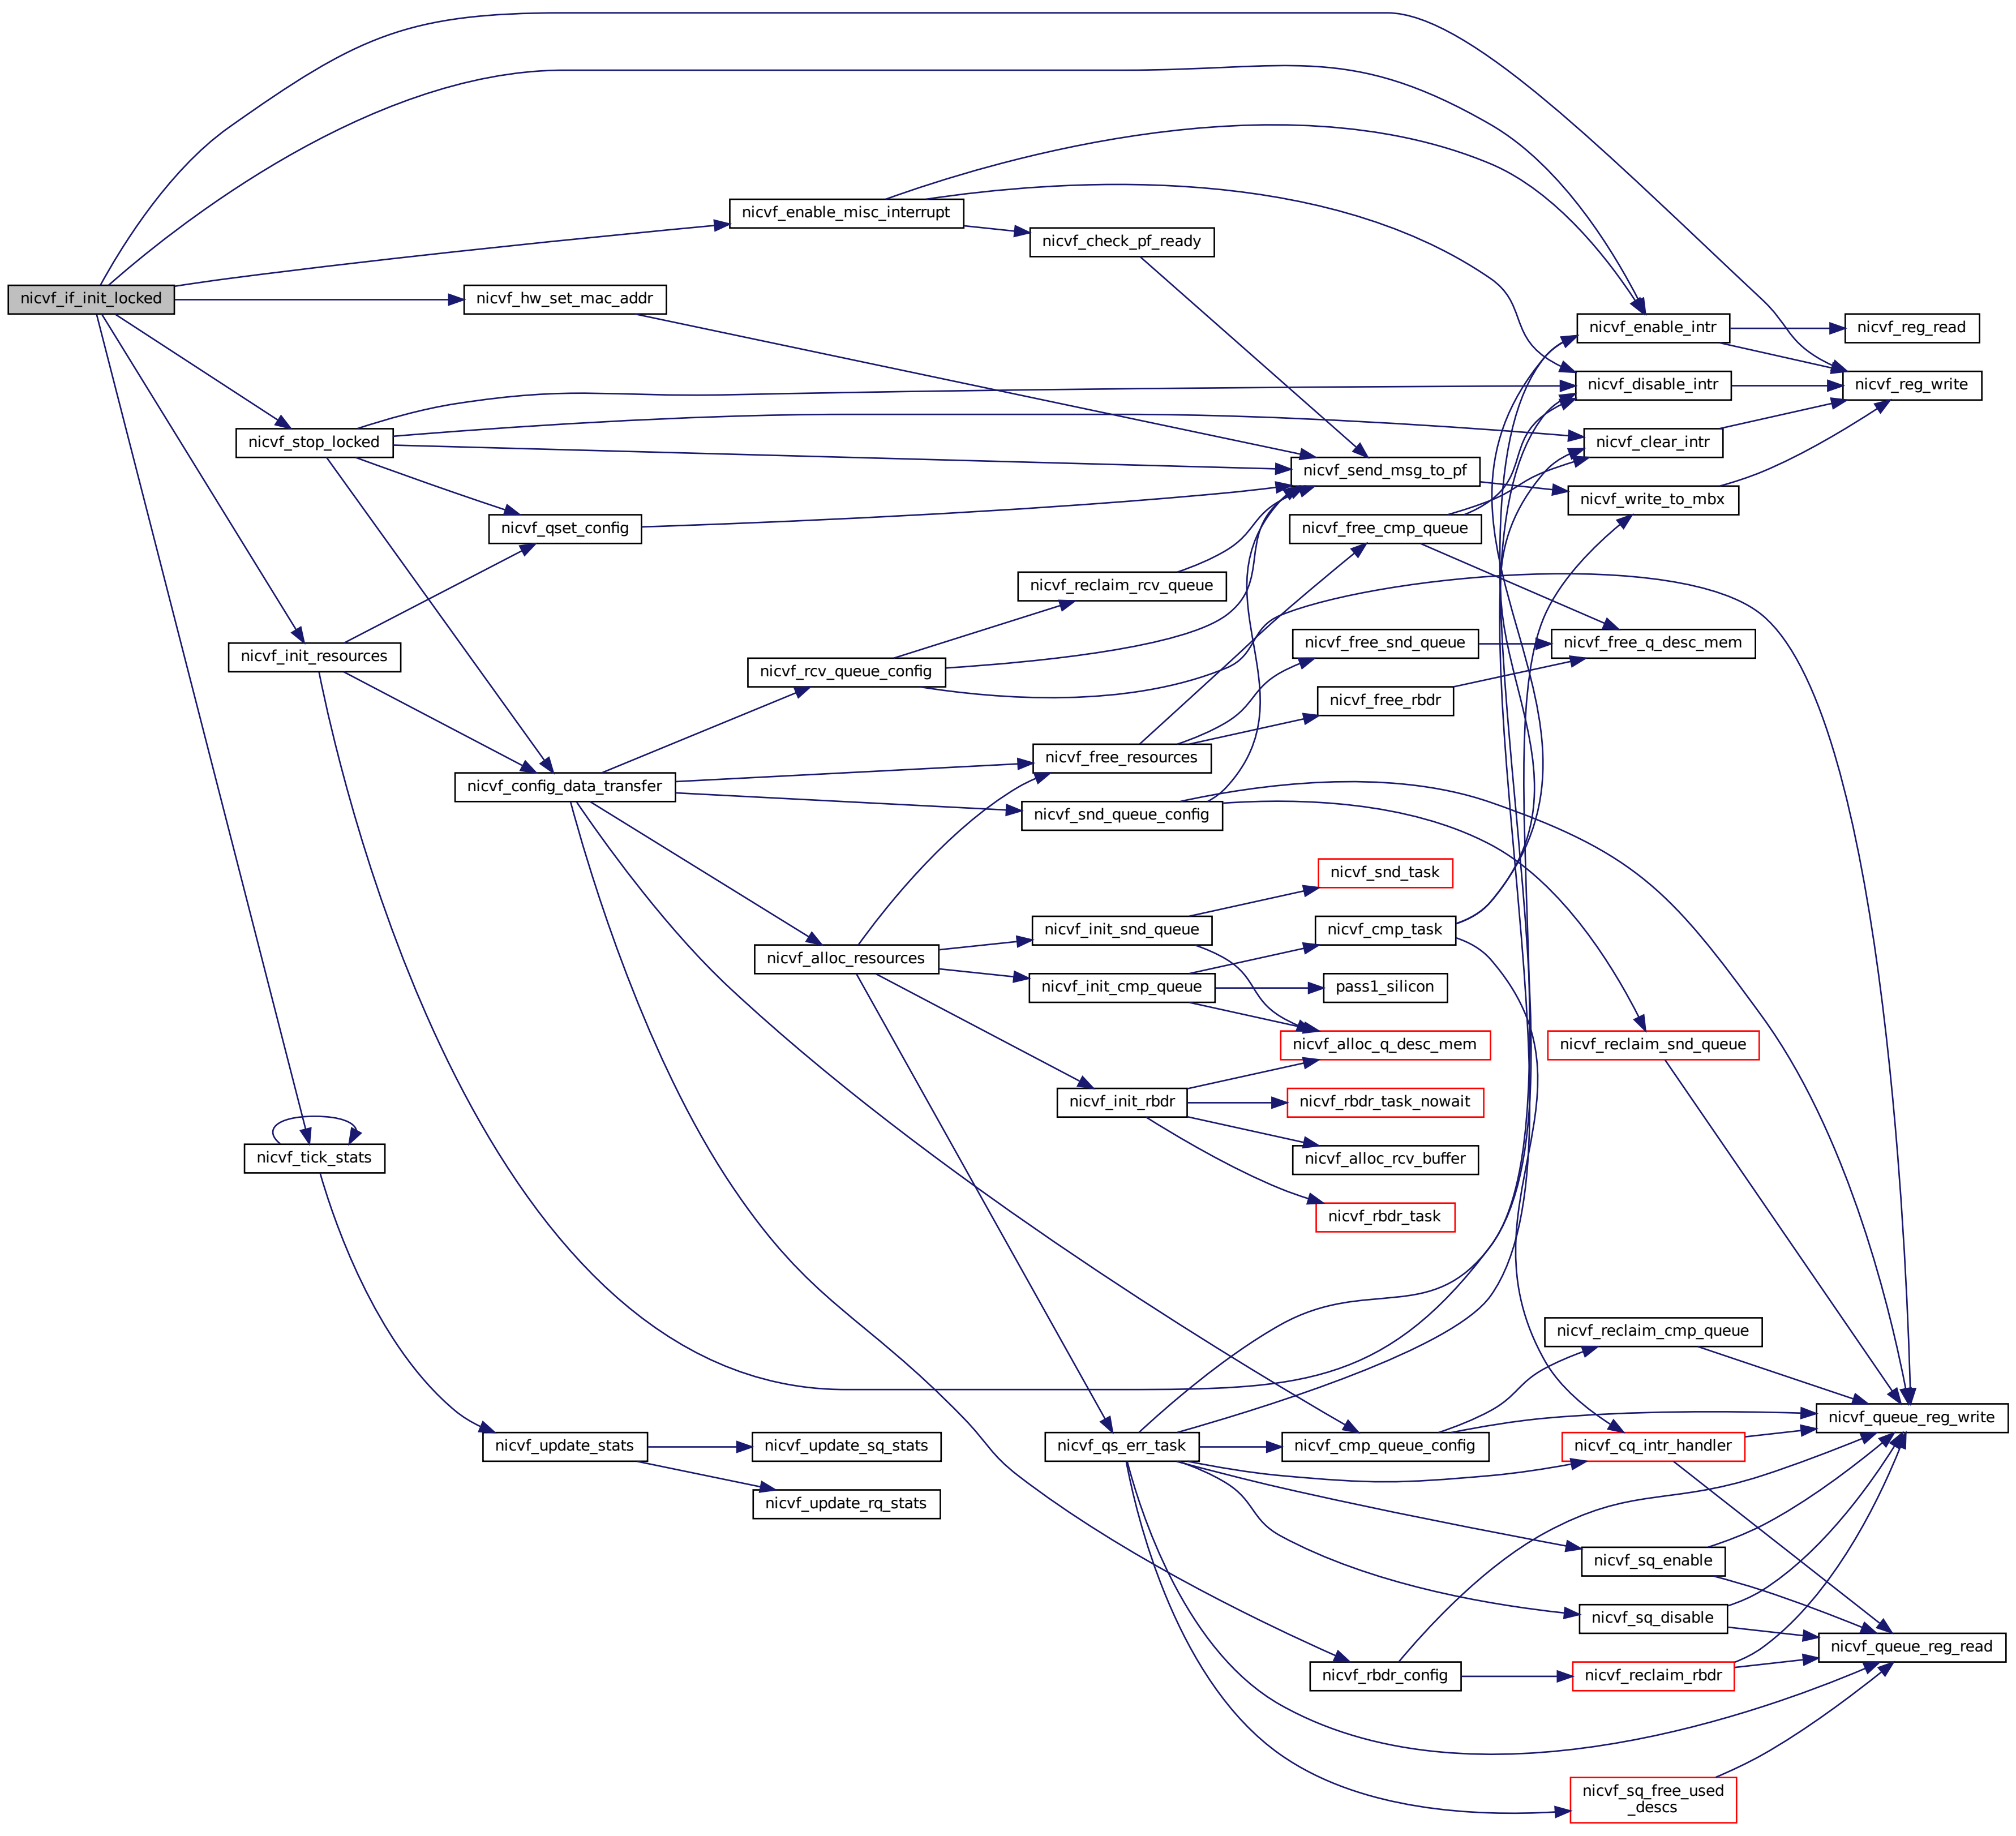 nicvf_if_init_locked
nicvf_enable_misc_interrupt
nicvf_check_pf_ready
nicvf_hw_set_mac_addr
nicvf_enable_intr
nicvf_reg_read
nicvf_disable_intr
nicvf_reg_write
nicvf_stop_locked
nicvf_clear_intr
nicvf_send_msg_to_pf
nicvf_write_to_mbx
nicvf_qset_config
nicvf_free_cmp_queue
nicvf_reclaim_rcv_queue
nicvf_init_resources
nicvf_rcv_queue_config
nicvf_free_snd_queue
nicvf_free_q_desc_mem
nicvf_free_rbdr
nicvf_free_resources
nicvf_config_data_transfer
nicvf_snd_queue_config
nicvf_snd_task
nicvf_init_snd_queue
nicvf_cmp_task
nicvf_alloc_resources
nicvf_init_cmp_queue
pass1_silicon
nicvf_alloc_q_desc_mem
nicvf_reclaim_snd_queue
nicvf_init_rbdr
nicvf_rbdr_task_nowait
nicvf_tick_stats
nicvf_alloc_rcv_buffer
nicvf_rbdr_task
nicvf_reclaim_cmp_queue
nicvf_queue_reg_write
nicvf_update_stats
nicvf_update_sq_stats
nicvf_qs_err_task
nicvf_cmp_queue_config
nicvf_cq_intr_handler
nicvf_update_rq_stats
nicvf_sq_enable
nicvf_sq_disable
nicvf_queue_reg_read
nicvf_rbdr_config
nicvf_reclaim_rbdr
nicvf_sq_free_used
_descs